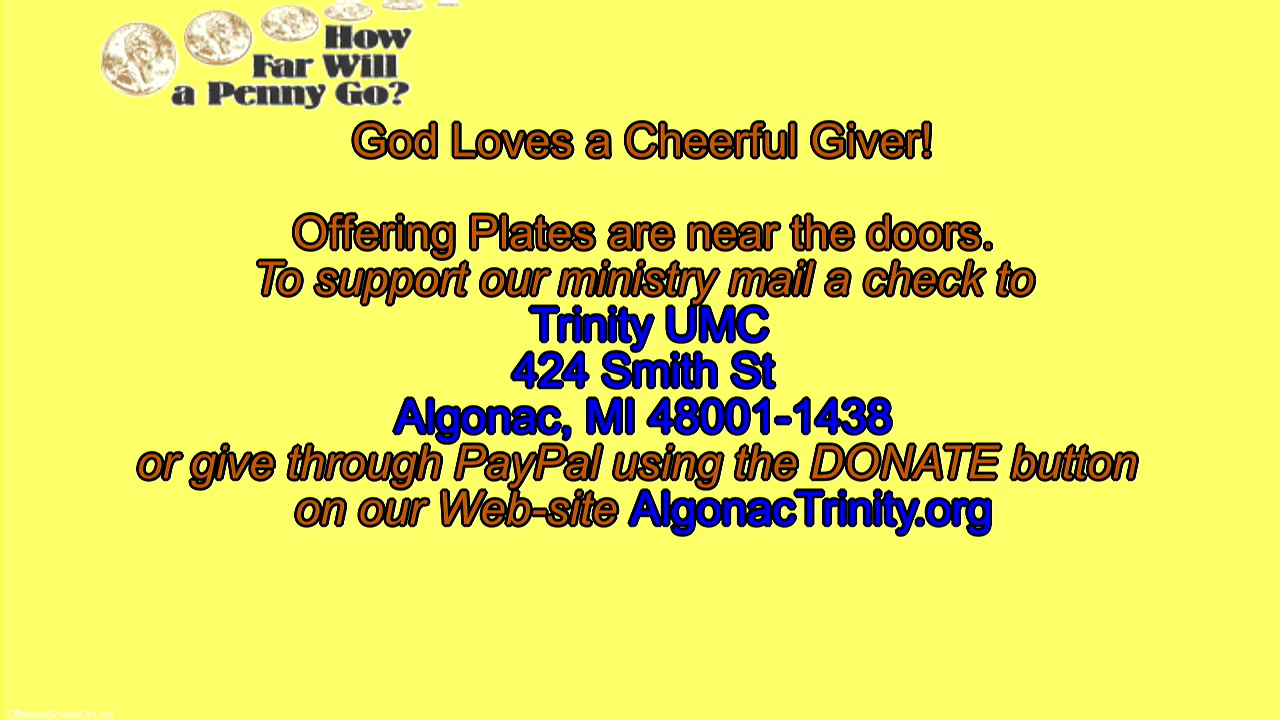 How
Far Will
a Penny Go?
God Loves a Cheerful Giver!
Offering Plates are near the doors.
To support our ministry mail a check to
Trinity UMC
424 Smith St
Algonac, MI 48001-1438
or give through PayPal using the DONATE button
on our Web-site AlgonacTrinity.org